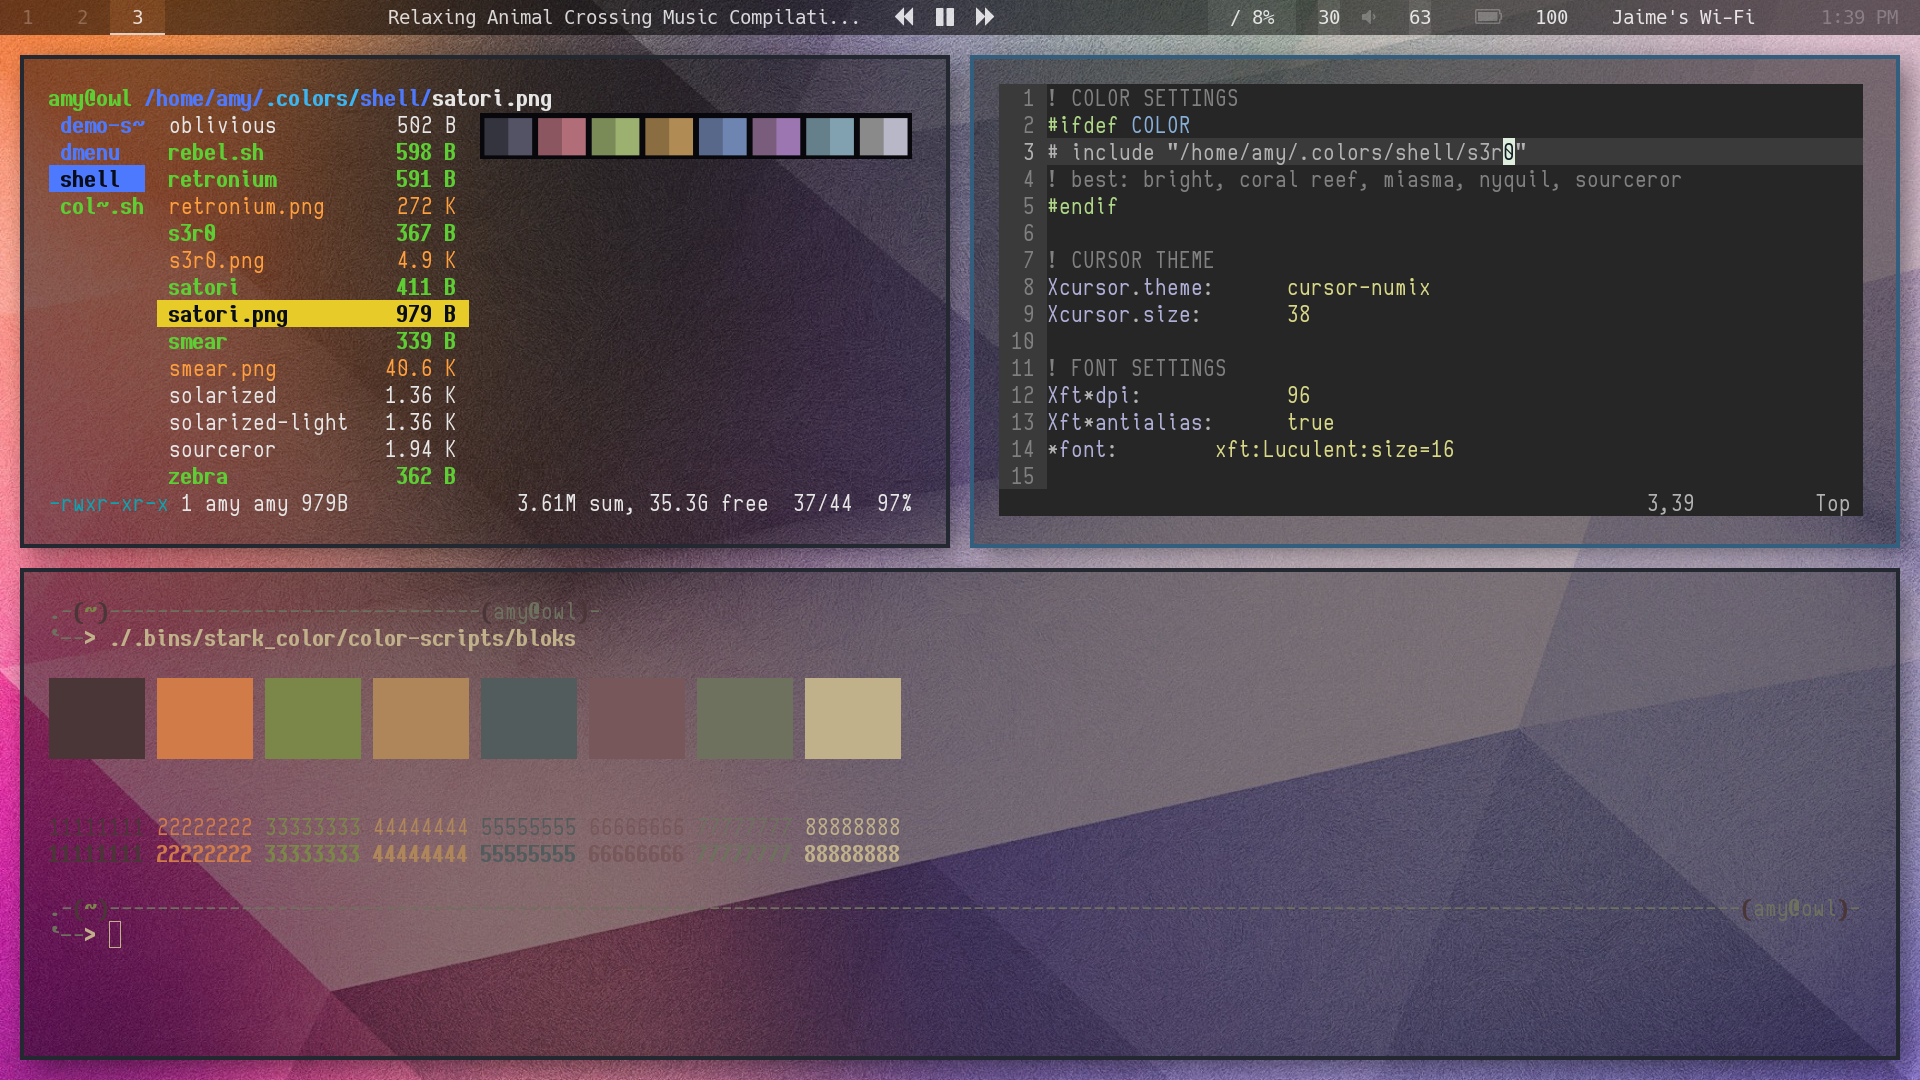 1 2 3 Relaxing Animal Crossing Music Compilati... / 8% 30 63 100 Jaime's Wi-Fi 1:39 PM
amy@owl /home/amy/.colors/shell/satori.png
demo-s~ oblivious 502 B
dmenu rebel.sh 598 B
shell retronium 591 B
col~.sh retronium.png 272 K
s3r0 367 B
s3r0.png 4.9 K
satori 411 B
satori.png 979 B
smear 339 B
smear.png 40.6 K
solarized 1.36 K
solarized-light 1.36 K
sourceror 1.94 K
zebra 362 B
-rwxr-xr-x 1 amy amy 979B 3.61M sum, 35.3G free 37/44 97%
1 ! COLOR SETTINGS
2 #ifdef COLOR
3 # include "/home/amy/.colors/shell/s3r0"
4 ! best: bright, coral reef, miasma, nyquil, sourceror
5 #endif
6
7 ! CURSOR THEME
8 Xcursor.theme: cursor-numix
9 Xcursor.size: 38
10
11 ! FONT SETTINGS
12 Xft*dpi: 96
13 Xft*antialias: true
14 *font: xft:Luculent:size=16
15
3,39 Top
.-(~)-------------------------------(amy@owl)-
`--> ./.bins/stark_color/color-scripts/bloks
11111111 22222222 33333333 44444444 55555555 66666666 77777777 88888888
11111111 22222222 33333333 44444444 55555555 66666666 77777777 88888888
.-(~)----------------------------------------------------------------------------------------------------------------------------------------(amy@owl)-
`-->